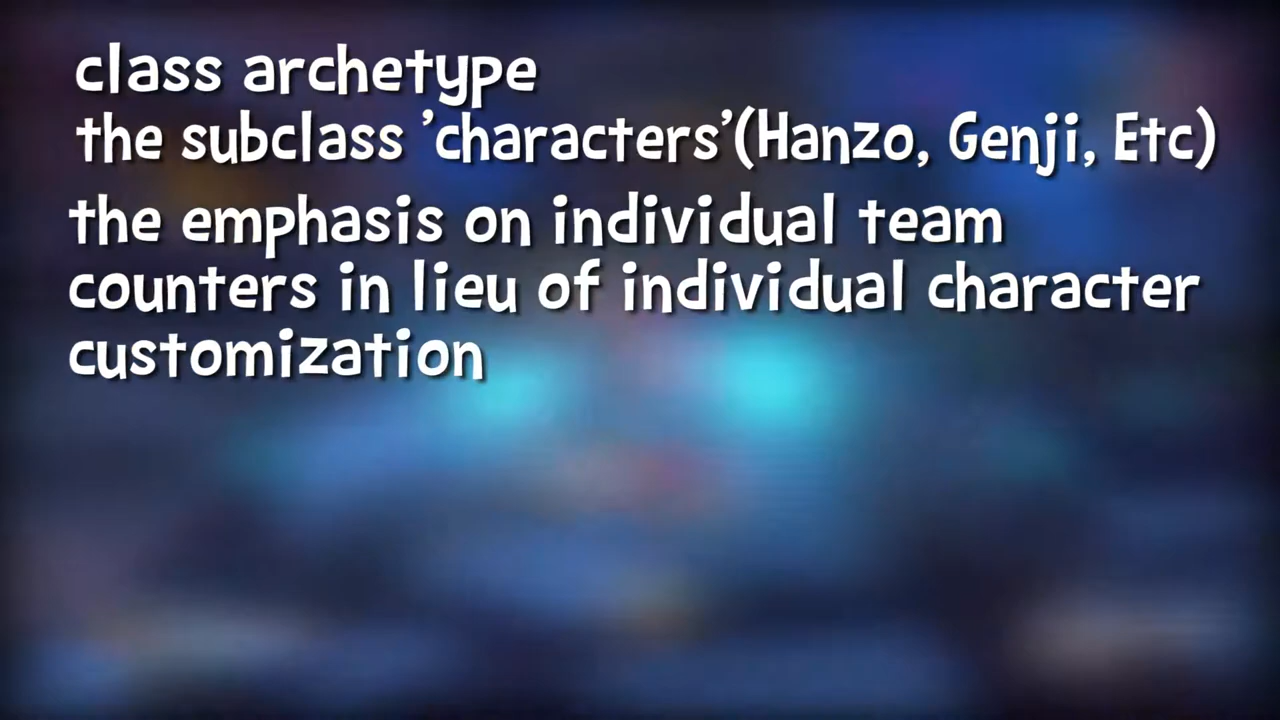 class archetype
the subclass 'characters'(Hanzo, Genji, Etc)
the emphasis on individual team
counters in lieu of individual character
customization